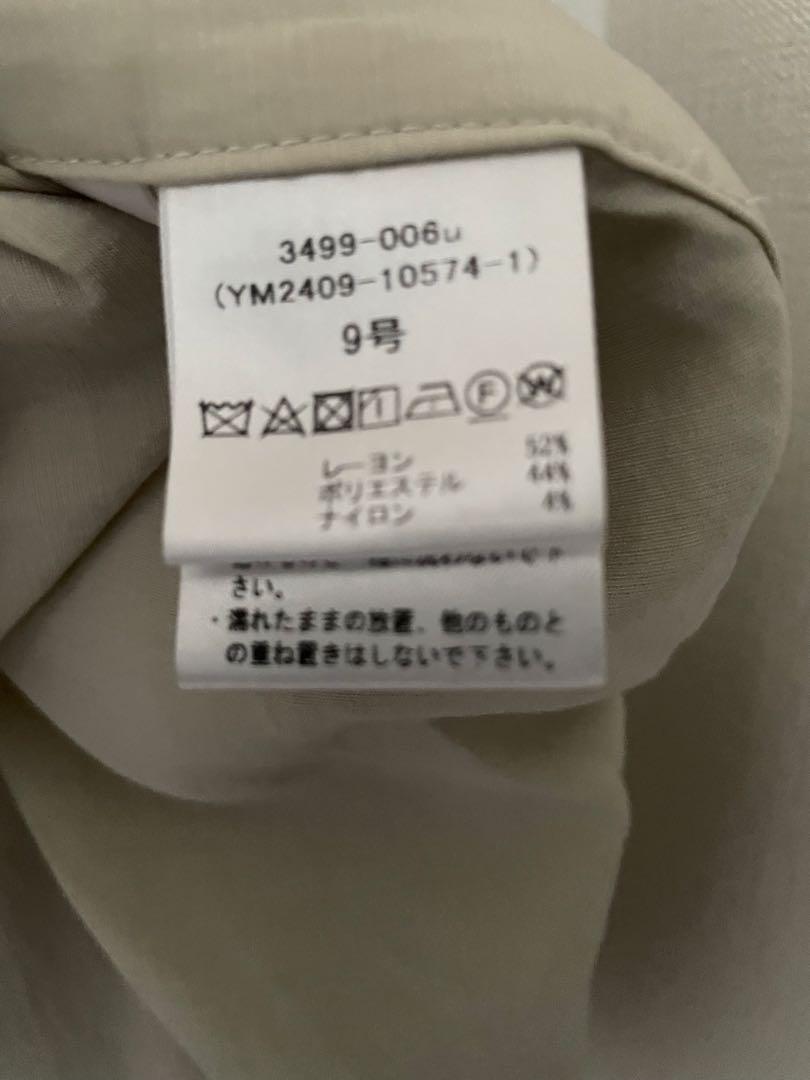 3499-006u
(YM2409-10574-1)
9号
レーヨン 52%
ポリエステル 44%
ナイロン 4%
さい。
・濡れたままの放置、他のものと
の重ね置きはしないで下さい。